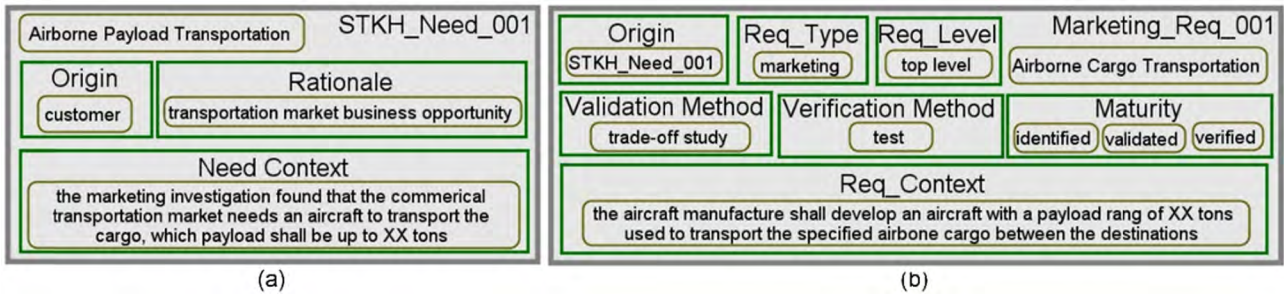 Airborne Payload Transportation
STKH_Need_001
Origin
customer
Rationale
transportation market business opportunity
Need Context
the marketing investigation found that the commerical
transportation market needs an aircraft to transport the
cargo, which payload shall be up to XX tons
(a)
Origin
STKH_Need_001
Req_Type
marketing
Req_Level
top level
Marketing_Req_001
Airborne Cargo Transportation
Validation Method
trade-off study
Verification Method
test
Maturity
identified validated verified
Req_Context
the aircraft manufacture shall develop an aircraft with a payload rang of XX tons
used to transport the specified airbone cargo between the destinations
(b)